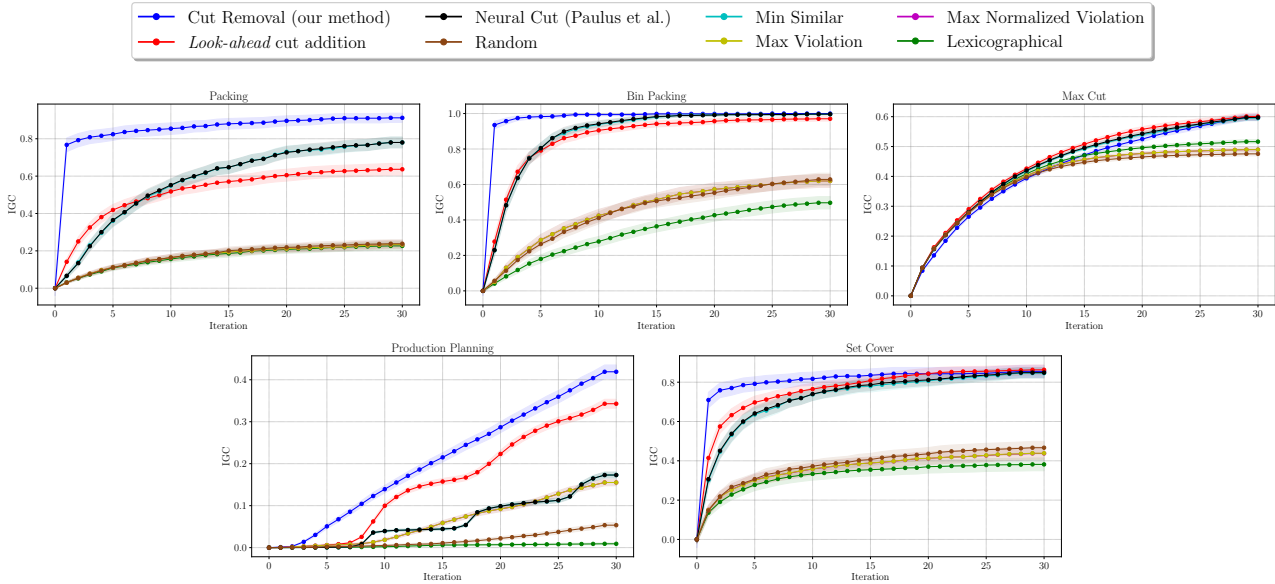 Cut Removal (our method) Neural Cut (Paulus et al.) Min Similar Max Normalized Violation
Look-ahead cut addition Random Max Violation Lexicographical
Packing
IGC
0.8
0.6
0.4
0.2
0.0
0 5 10 15 20 25 30
Iteration
Bin Packing
IGC
1.0
0.8
0.6
0.4
0.2
0.0
0 5 10 15 20 25 30
Iteration
Max Cut
IGC
0.6
0.5
0.4
0.3
0.2
0.1
0.0
0 5 10 15 20 25 30
Iteration
Production Planning
IGC
0.4
0.3
0.2
0.1
0.0
0 5 10 15 20 25 30
Iteration
Set Cover
IGC
0.8
0.6
0.4
0.2
0.0
0 5 10 15 20 25 30
Iteration